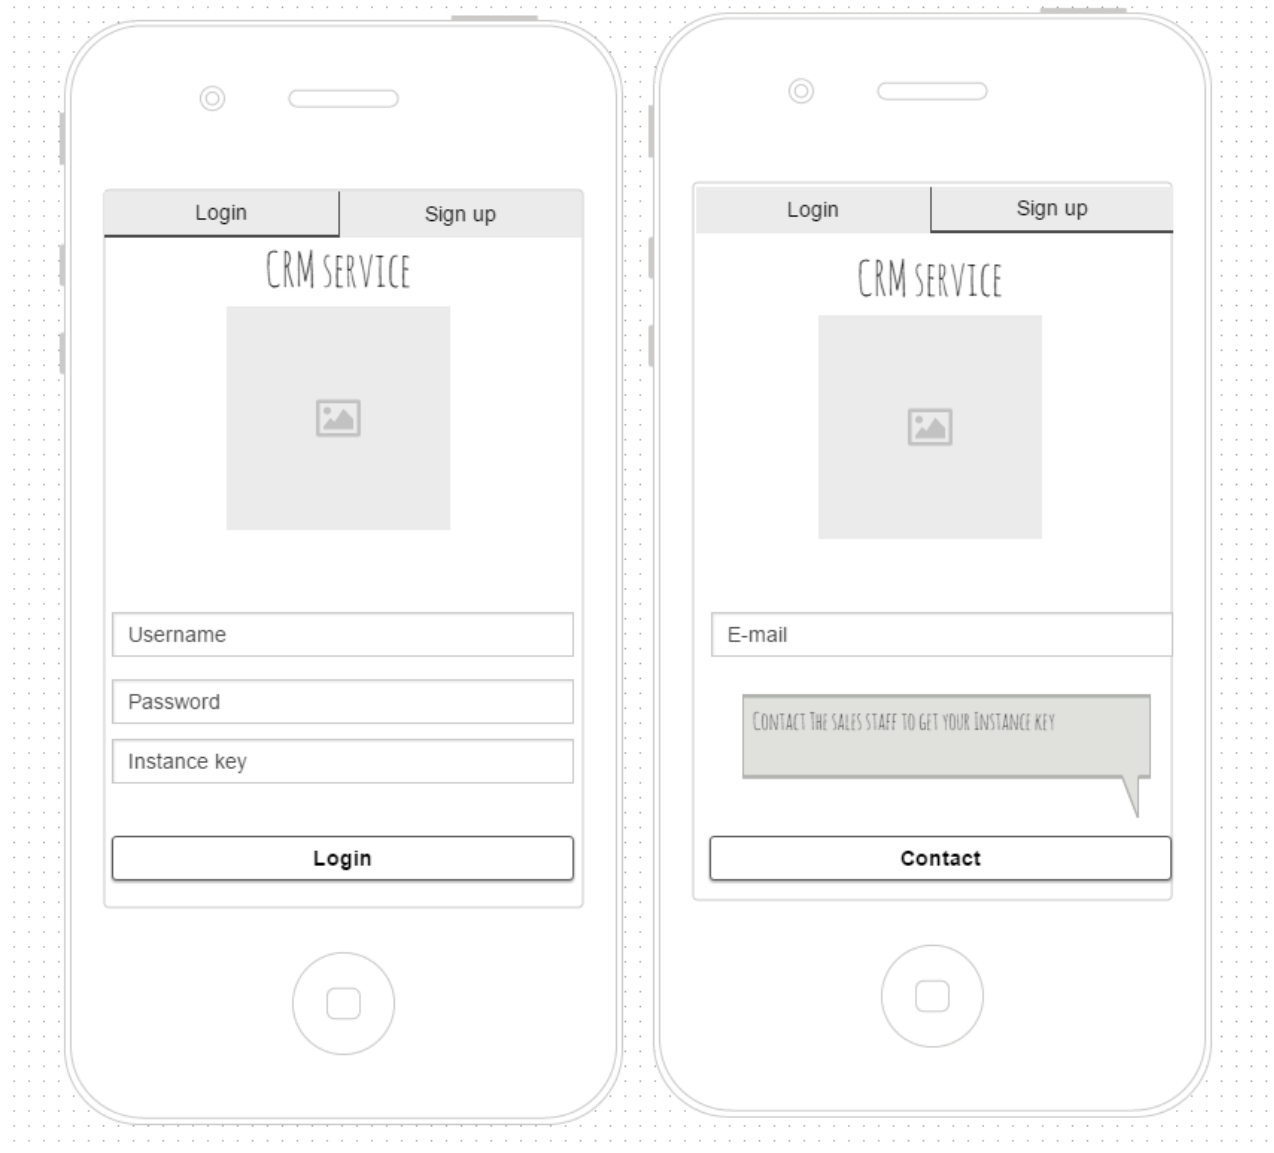 Login
Sign up
CRM service
Username
Password
Instance key
Login
Login
Sign up
CRM service
E-mail
Contact The sales staff to get your Instance key
Contact